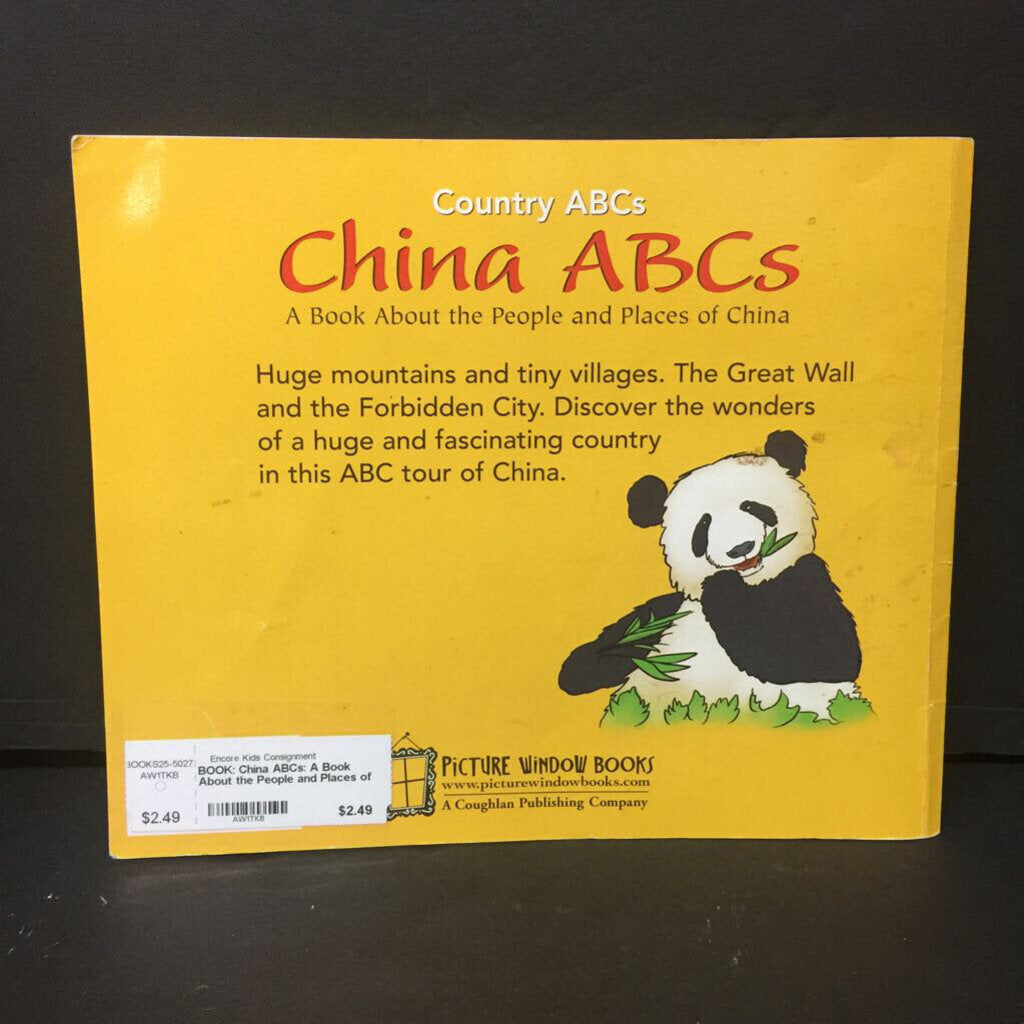 Country ABCs
China ABCs
A Book About the People and Places of China
Huge mountains and tiny villages. The Great Wall
and the Forbidden City. Discover the wonders
of a huge and fascinating country
in this ABC tour of China.
BOOKS25-5027
AW1TKB
$2.49
Encore Kids Consignment
BOOK: China ABCs: A Book
About the People and Places of
AW1TKB
$2.49
PICTURE WINDOW BOOKS
www.picturewindowbooks.com
A Coughlan Publishing Company